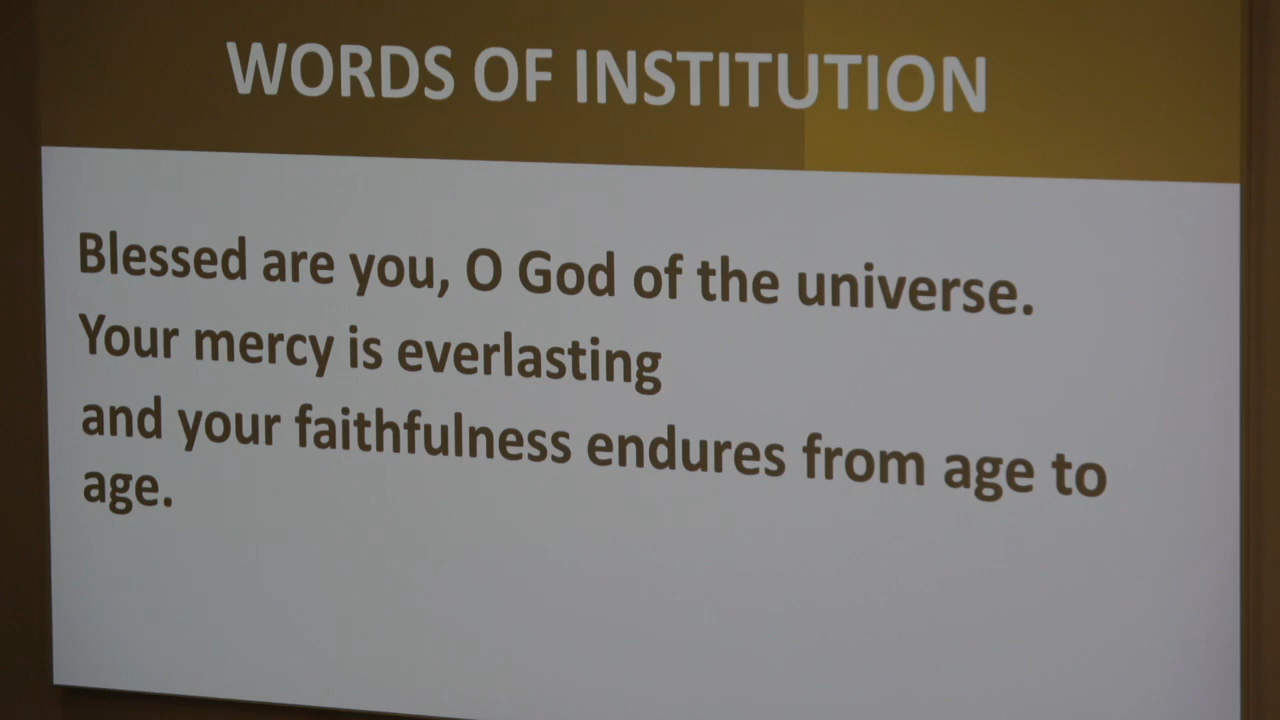 WORDS OF INSTITUTION
Blessed are you, O God of the universe.
Your mercy is everlasting
and your faithfulness endures from age to
age.